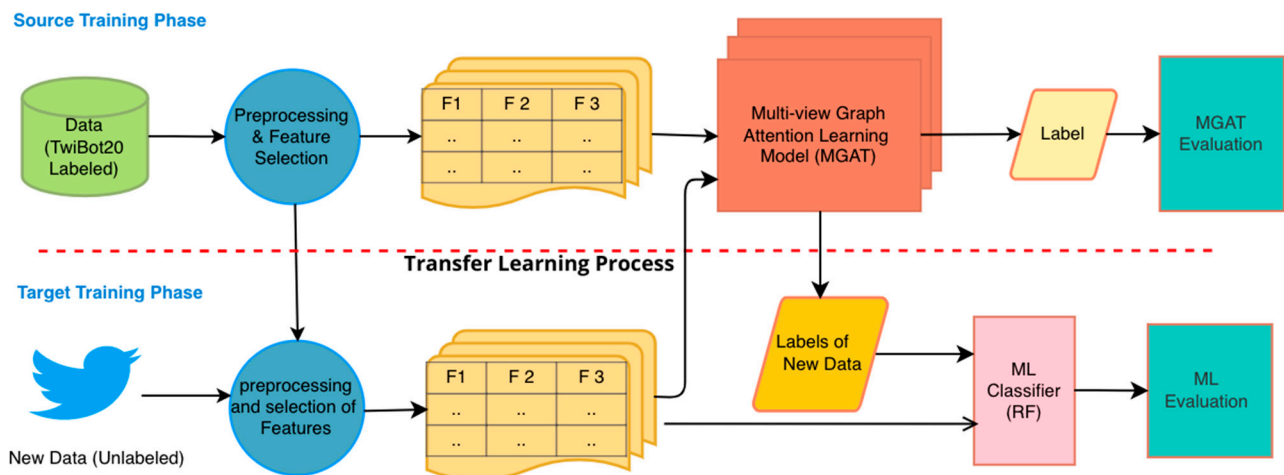 Source Training Phase
Data
(TwiBot20
Labeled)
Preprocessing
& Feature
Selection
F1 F 2 F 3
.. .. ..
.. .. ..
Multi-view Graph
Attention Learning
Model (MGAT)
Label
MGAT
Evaluation
Transfer Learning Process
Target Training Phase
New Data (Unlabeled)
preprocessing
and selection of
Features
F1 F 2 F 3
.. .. ..
.. .. ..
Labels of
New Data
ML
Classifier
(RF)
ML
Evaluation